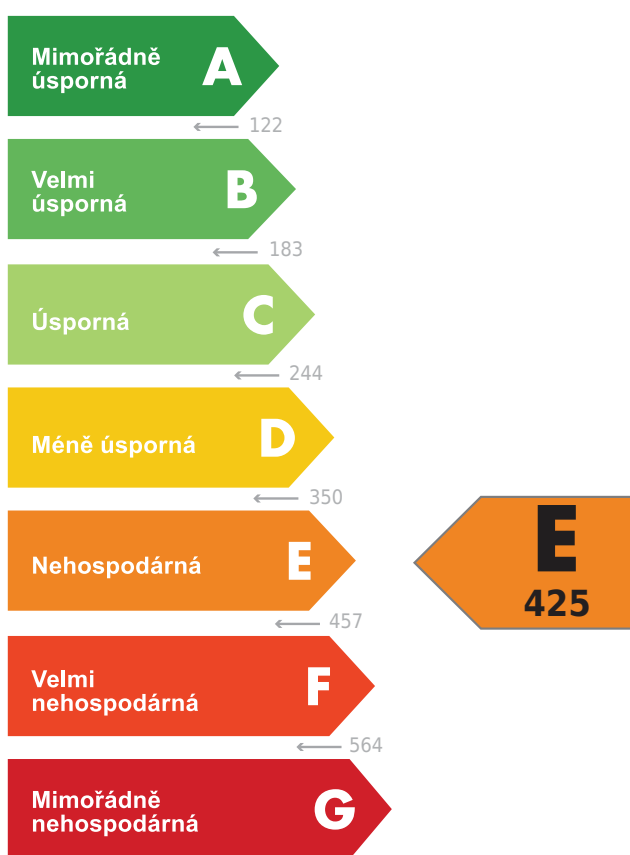 Mimořádně
úsporná
A
← 122
Velmi
úsporná
B
← 183
Úsporná
C
← 244
Méně úsporná
D
← 350
Nehospodárná
E
E
425
← 457
Velmi
nehospodárná
F
← 564
Mimořádně
nehospodárná
G